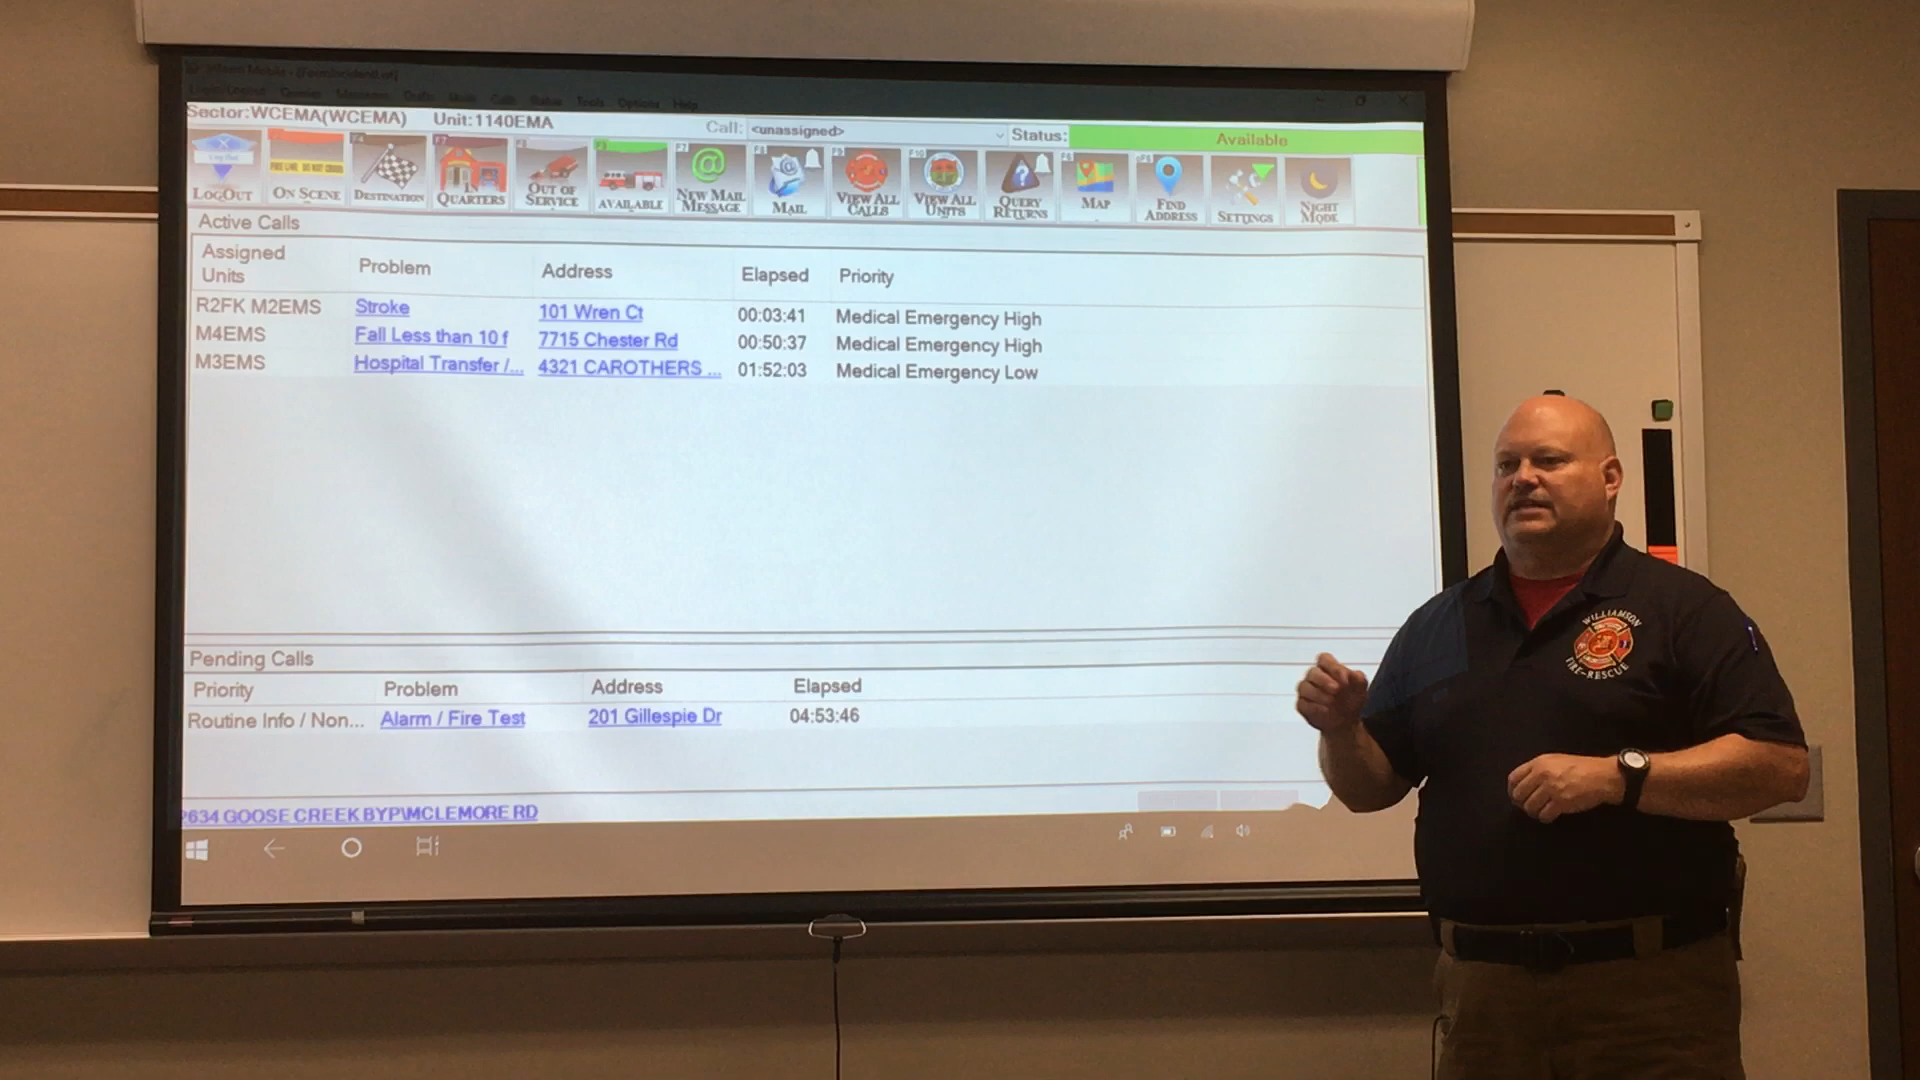 Tools Options Help
Sector:WCEMA(WCEMA) Unit:1140EMA Call: <unassigned> Status: Available
LOGOUT ON SCENE DESTINATION IN QUARTERS OUT OF SERVICE AVAILABLE NEW MAIL MESSAGE MAIL VIEW ALL CALLS VIEW ALL UNITS QUERY RETURNS MAP FIND ADDRESS SETTINGS NIGHT MODE
Active Calls
Assigned Units Problem Address Elapsed Priority
R2FK M2EMS Stroke 101 Wren Ct 00:03:41 Medical Emergency High
M4EMS Fall Less than 10 f 7715 Chester Rd 00:50:37 Medical Emergency High
M3EMS Hospital Transfer /... 4321 CAROTHERS ... 01:52:03 Medical Emergency Low
Pending Calls
Priority Problem Address Elapsed
Routine Info / Non... Alarm / Fire Test 201 Gillespie Dr 04:53:46
2634 GOOSE CREEK BYP\MCLEMORE RD
WILLIAMSON
FIRE-RESCUE